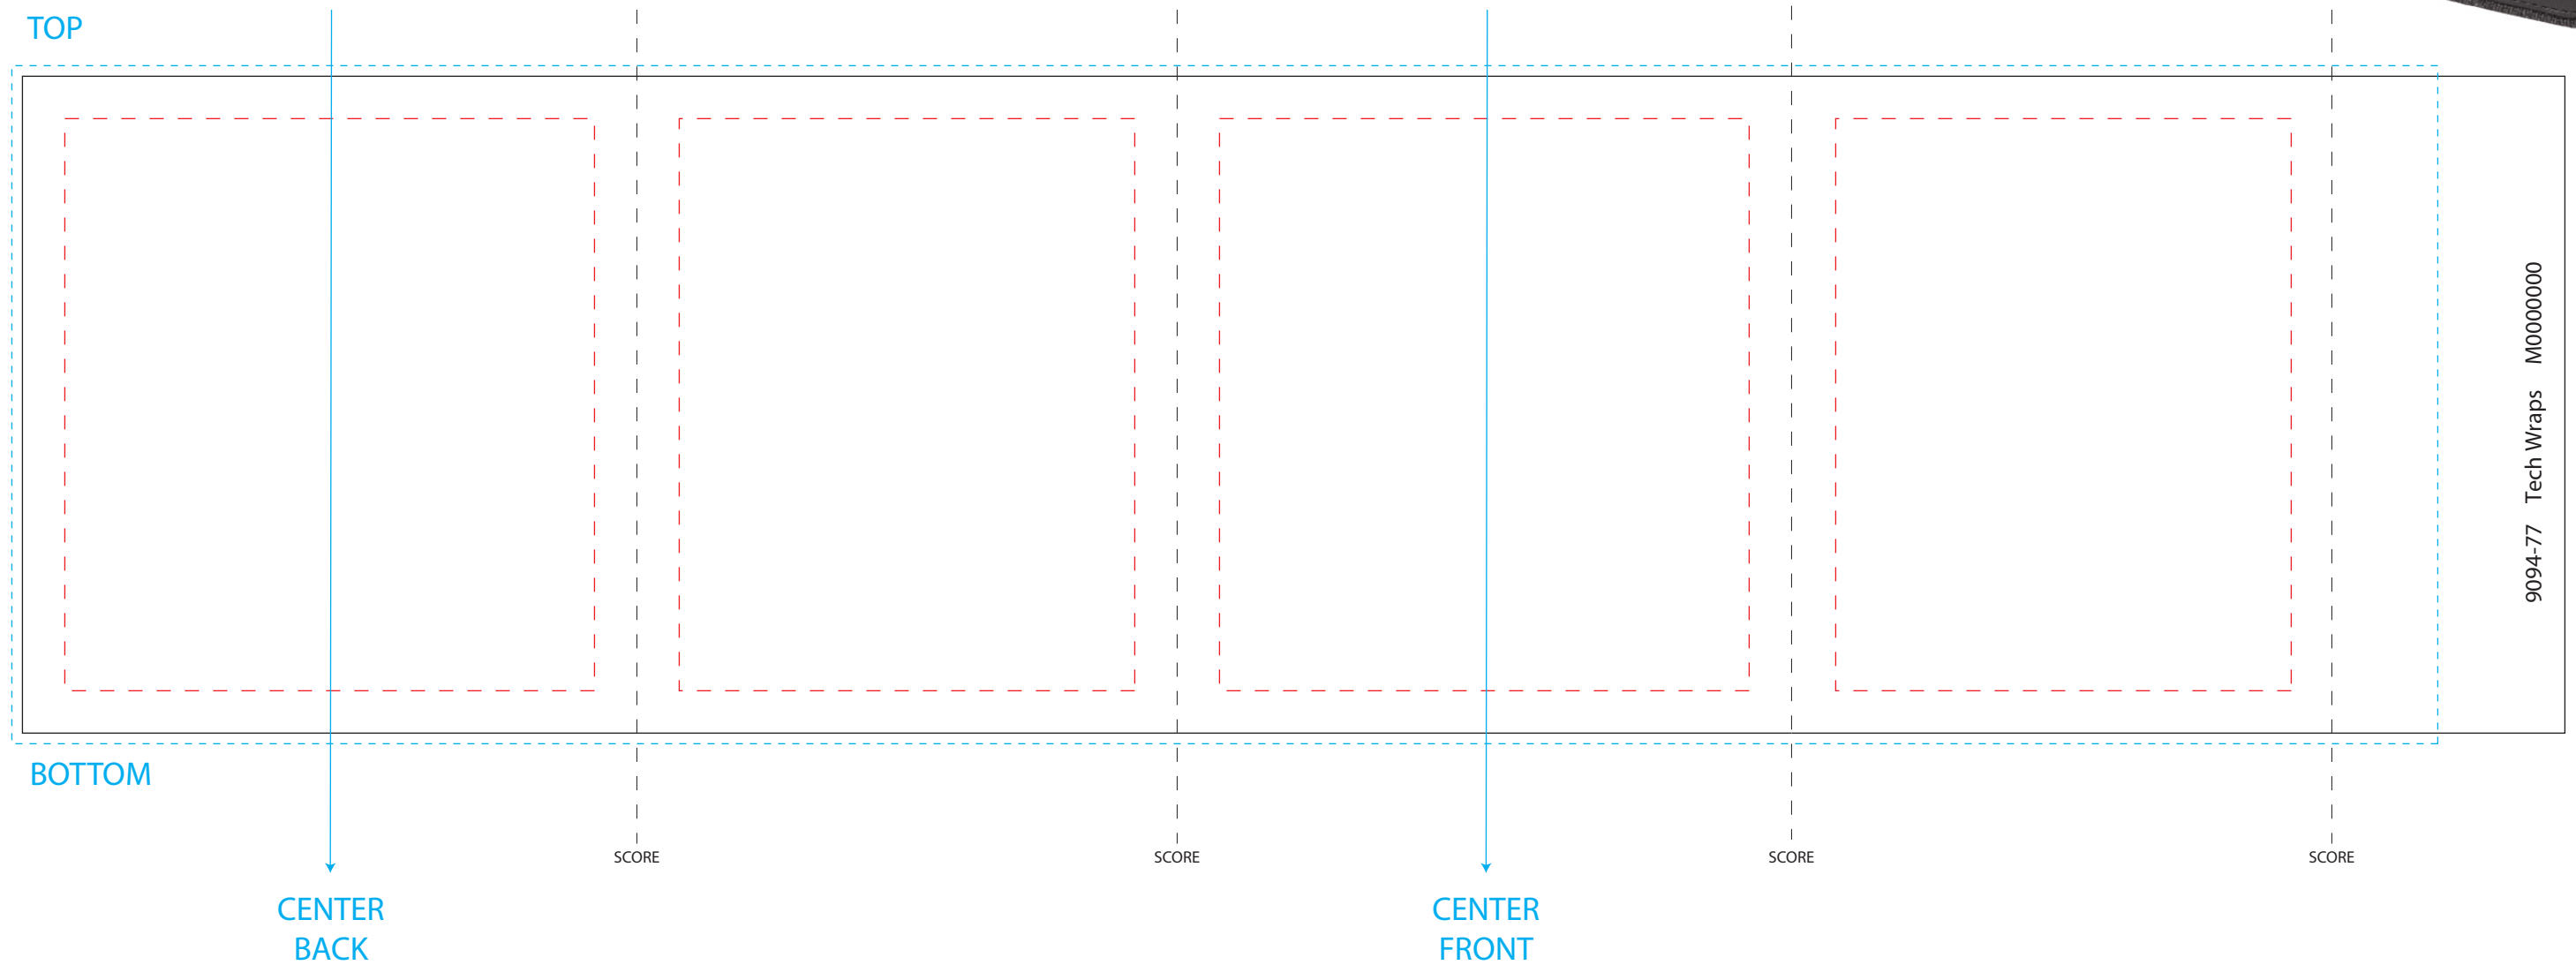 TOP
9094-77 Tech Wraps M0000000
BOTTOM
SCORE
SCORE
SCORE
SCORE
CENTER
BACK
CENTER
FRONT